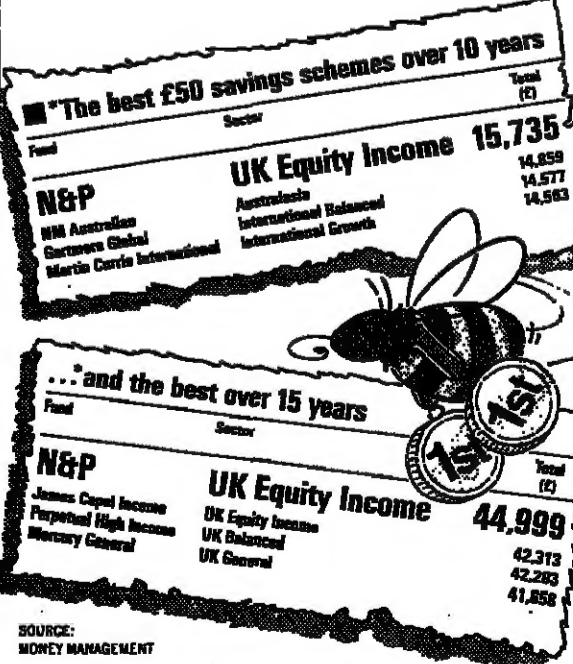 ■ *The best £50 savings schemes over 10 years
Fund Sector Total (£)
N&P UK Equity Income 15,735
NM Australian Australasia 14,859
Gartmore Global International Balanced 14,577
Martin Currie International International Growth 14,563
...*and the best over 15 years
Fund Sector Total (£)
N&P UK Equity Income 44,999
James Capel Income UK Equity Income 42,313
Perpetual High Income UK Balanced 42,283
Mercury General UK General 41,858
1st
1st
SOURCE:
MONEY MANAGEMENT